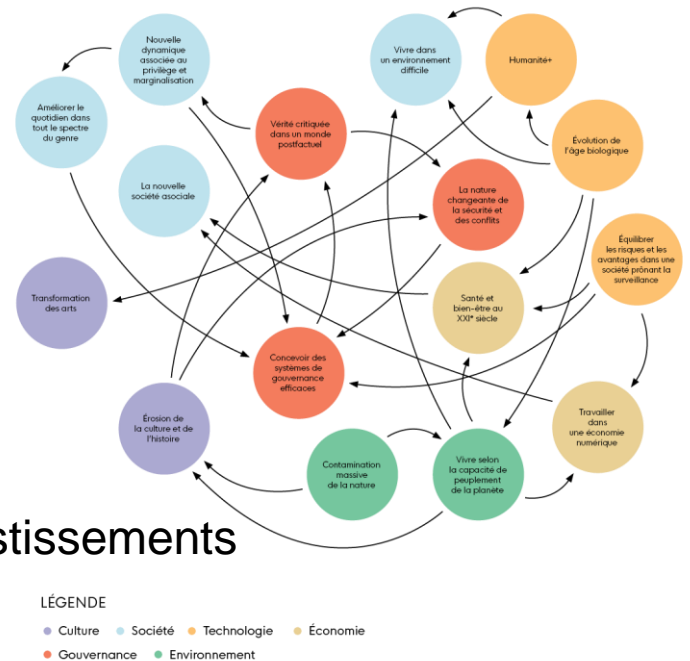 Nouvelle
dynamique
associée au
privilège et
marginalisation
Vivre dans
un environnement
difficile
Humanité+
Améliorer le
quotidien dans
tout le spectre
du genre
Vérité critiquée
dans un monde
postfactuel
Évolution de
l'âge biologique
La nouvelle
société asociale
La nature
changeante de
la sécurité et
des conflits
Équilibrer
les risques et les
avantages dans une
société prônant la
surveillance
Transformation
des arts
Santé et
bien-être au
XXIᵉ siècle
Concevoir des
systèmes de
gouvernance
efficaces
Érosion de
la culture et de
l'histoire
Travailler
dans
une économie
numérique
Contamination
massive
de la nature
Vivre selon
la capacité de
peuplement
de la planète
stissements
LÉGENDE
Culture Société Technologie Économie
Gouvernance Environnement